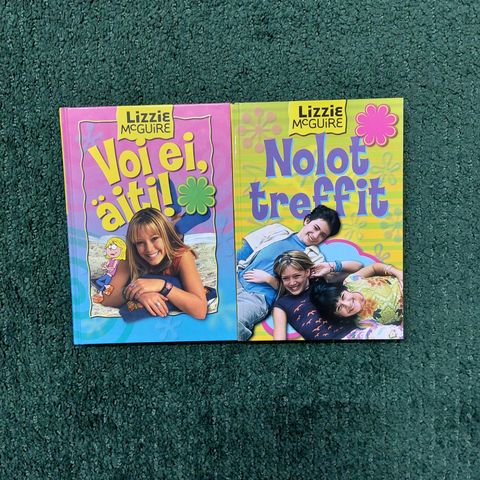 LiZZiE
McGUiRE
Voi ei,
äiti!
LiZZiE
McGUiRE
Nolot
treffit